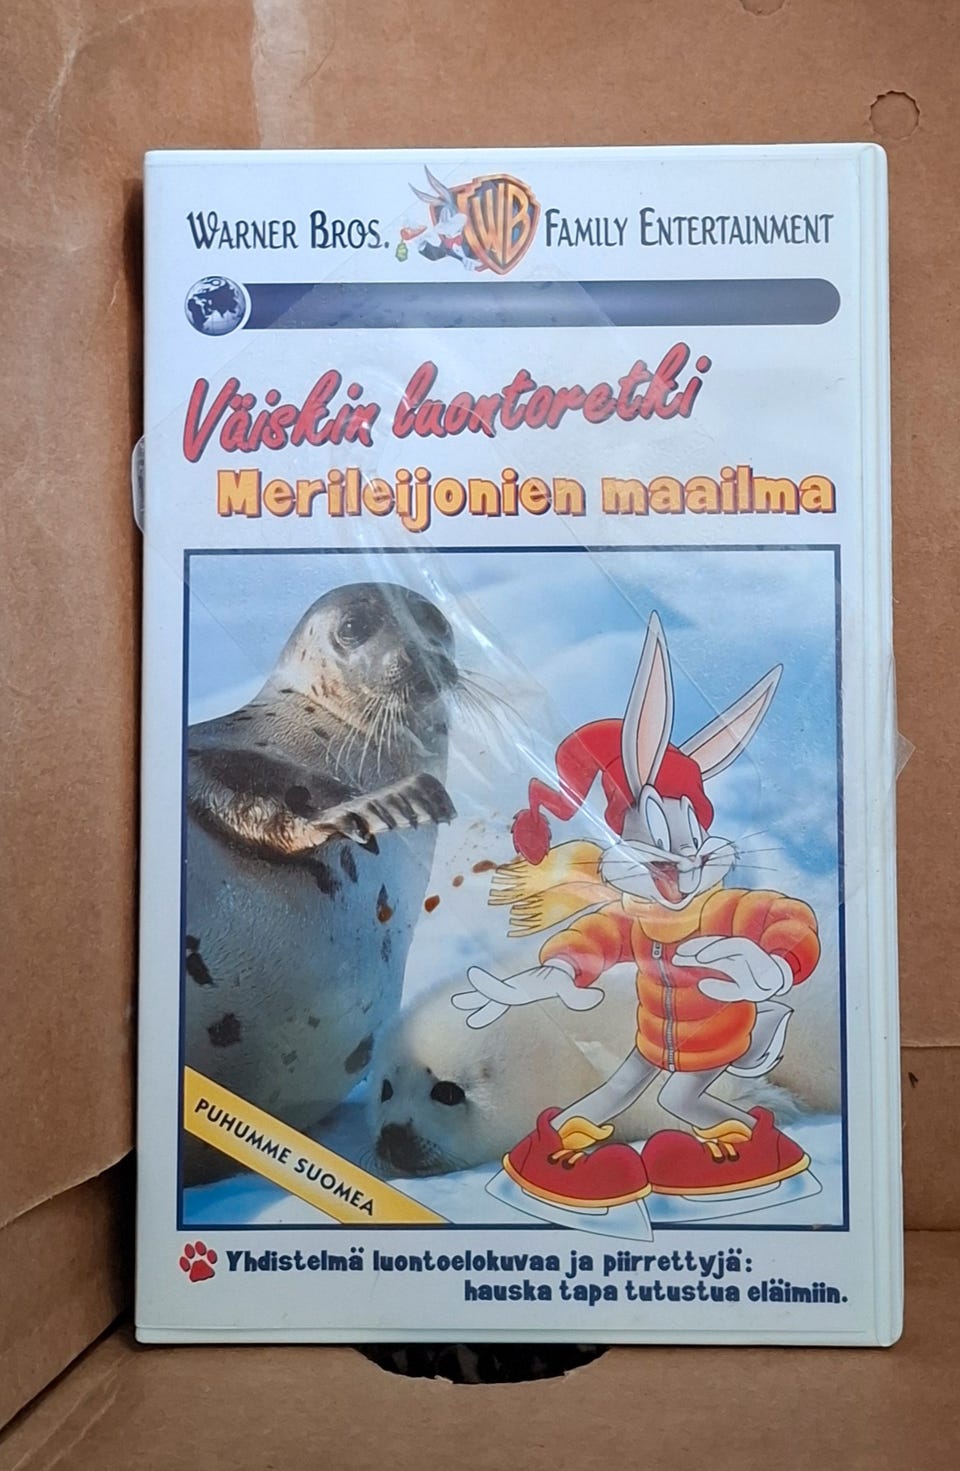 WARNER BROS. WB FAMILY ENTERTAINMENT
Väiskin luontoretki
Merileijonien maailma
PUHUMME SUOMEA
Yhdistelmä luontoelokuvaa ja piirrettyjä:
hauska tapa tutustua eläimiin.